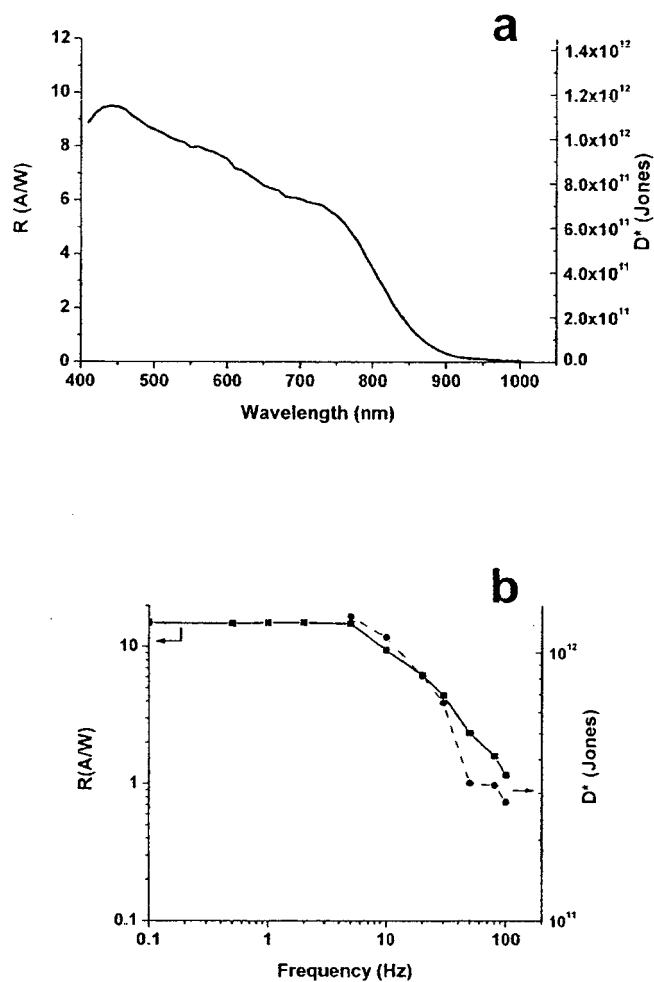 a
12
10
8
6
4
2
0
R (A/W)
1.4x10¹²
1.2x10¹²
1.0x10¹²
8.0x10¹¹
6.0x10¹¹
4.0x10¹¹
2.0x10¹¹
0.0
D* (Jones)
400 500 600 700 800 900 1000
Wavelength (nm)
b
10
1
0.1
R(A/W)
10¹²
10¹¹
D* (Jones)
0.1 1 10 100
Frequency (Hz)